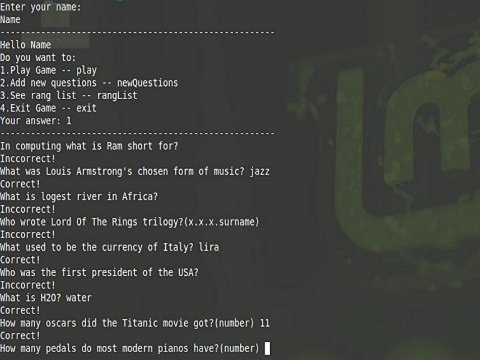 Enter your name:
Name
--------------------------------------------------
Hello Name
Do you want to:
1.Play Game -- play
2.Add new questions -- newQuestions
3.See rang list -- rangList
4.Exit Game -- exit
Your answer: 1
--------------------------------------------------
In computing what is Ram short for?
Inccorrect!
What was Louis Armstrong's chosen form of music? jazz
Correct!
What is logest river in Africa?
Inccorrect!
Who wrote Lord Of The Rings trilogy?(x.x.x.surname)
Inccorrect!
What used to be the currency of Italy? lira
Correct!
Who was the first president of the USA?
Inccorrect!
What is H2O? water
Correct!
How many oscars did the Titanic movie got?(number) 11
Correct!
How many pedals do most modern pianos have?(number)